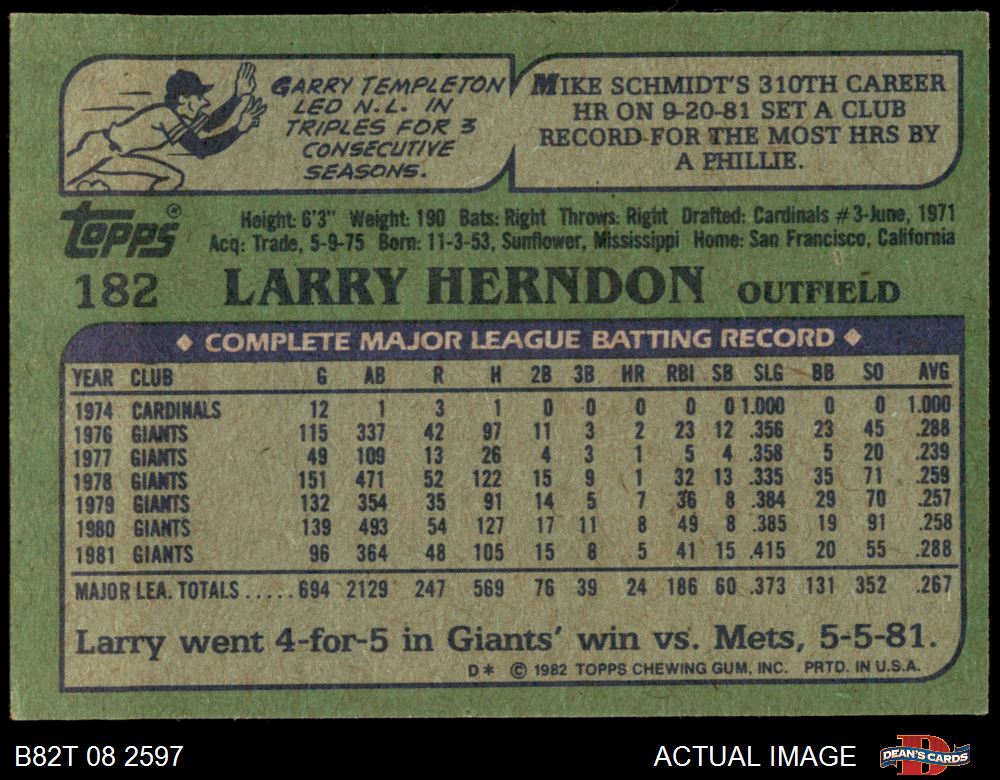 GARRY TEMPLETON
LED N.L. IN
TRIPLES FOR 3
CONSECUTIVE
SEASONS.
MIKE SCHMIDT'S 310TH CAREER
HR ON 9-20-81 SET A CLUB
RECORD FOR THE MOST HRS BY
A PHILLIE.
Topps®
Height: 6'3" Weight: 190 Bats: Right Throws: Right Drafted: Cardinals #3-June, 1971
Acq: Trade, 5-9-75 Born: 11-3-53, Sunflower, Mississippi Home: San Francisco, California
182 LARRY HERNDON OUTFIELD
◆ COMPLETE MAJOR LEAGUE BATTING RECORD ◆
YEAR CLUB G AB R H 2B 3B HR RBI SB SLG BB SO AVG
1974 CARDINALS 12 1 3 1 0 0 0 0 0 1.000 0 0 1.000
1976 GIANTS 115 337 42 97 11 3 2 23 12 .356 23 45 .288
1977 GIANTS 49 109 13 26 4 3 1 5 4 .358 5 20 .239
1978 GIANTS 151 471 52 122 15 9 1 32 13 .335 35 71 .259
1979 GIANTS 132 354 35 91 14 5 7 36 8 .384 29 70 .257
1980 GIANTS 139 493 54 127 17 11 8 49 8 .385 19 91 .258
1981 GIANTS 96 364 48 105 15 8 5 41 15 .415 20 55 .288
MAJOR LEA. TOTALS.....694 2129 247 569 76 39 24 186 60 .373 131 352 .267
Larry went 4-for-5 in Giants' win vs. Mets, 5-5-81.
D* © 1982 TOPPS CHEWING GUM, INC. PRTD. IN U.S.A.
B82T 08 2597
ACTUAL IMAGE
DEAN'S CARDS